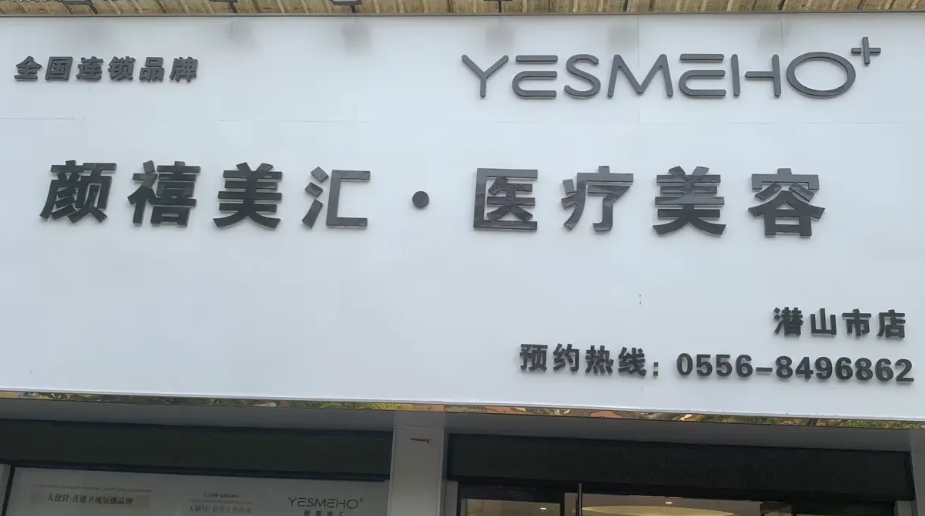 全国连锁品牌
YESMEHO+
颜禧美汇·医疗美容
潜山市店
预约热线：0556-8496862
YESMEHO+